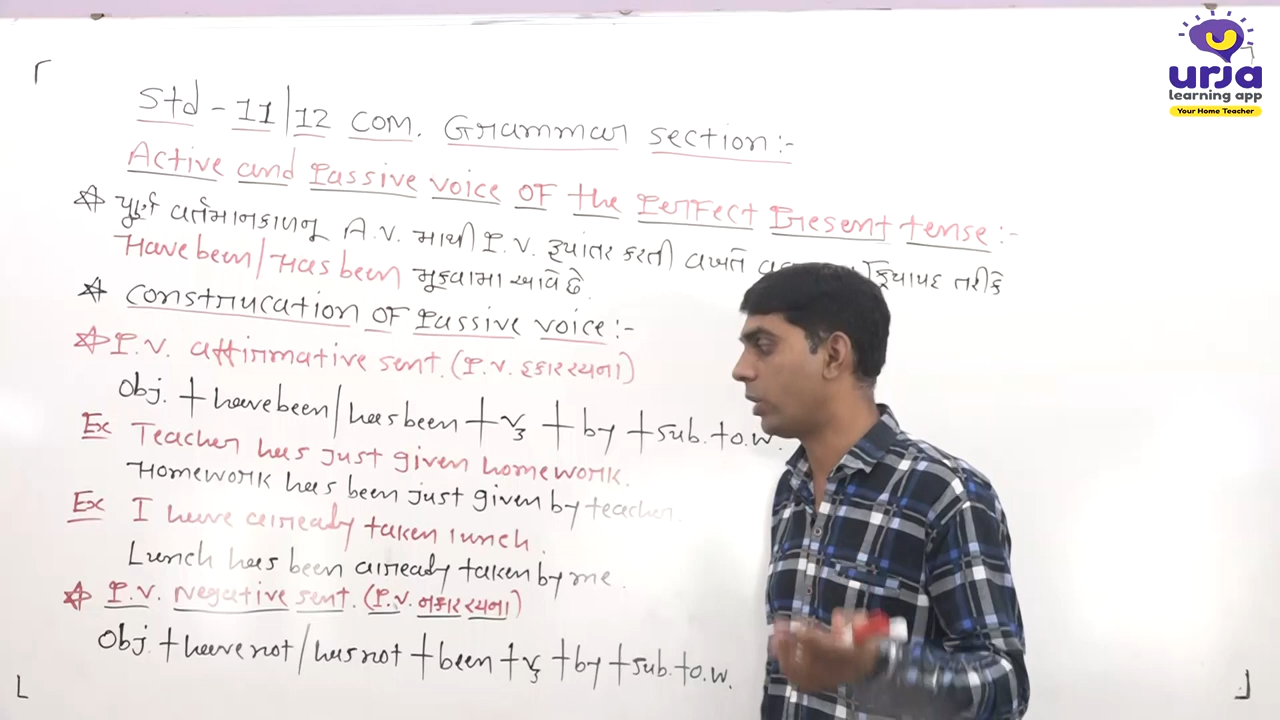 urja
learning app
Your Home Teacher
Std - 11/12 com. Grammar section:-
Active and Passive voice of the Perfect Present tense:-
☆ પૂર્ણ વર્તમાનકાળનુ A.V. માથી P.V. રૂપાંતર કરતી વખતે ક્રિયાપદ તરીકે
Have been/Has been મૂકવામા આવે છે.
☆ construcation of Passive voice:-
☆ P.V. affirmative sent. (P.V. હકાર રચના)
Obj. + have been/has been + V3 + by + sub. to. w.
Ex Teacher has just given homework.
Homework has been just given by teacher.
Ex I have already taken lunch.
Lunch has been already taken by me.
☆ P.V. Negative sent. (P.V. નકાર રચના)
Obj. + have not/has not + been + V3 + by + sub. to. w.